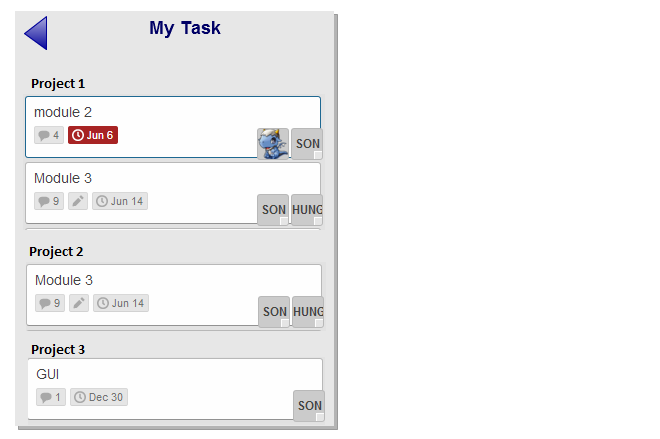 My Task
Project 1
module 2
4 Jun 6
SON
Module 3
9 Jun 14
SON HUNG
Project 2
Module 3
9 Jun 14
SON HUNG
Project 3
GUI
1 Dec 30
SON